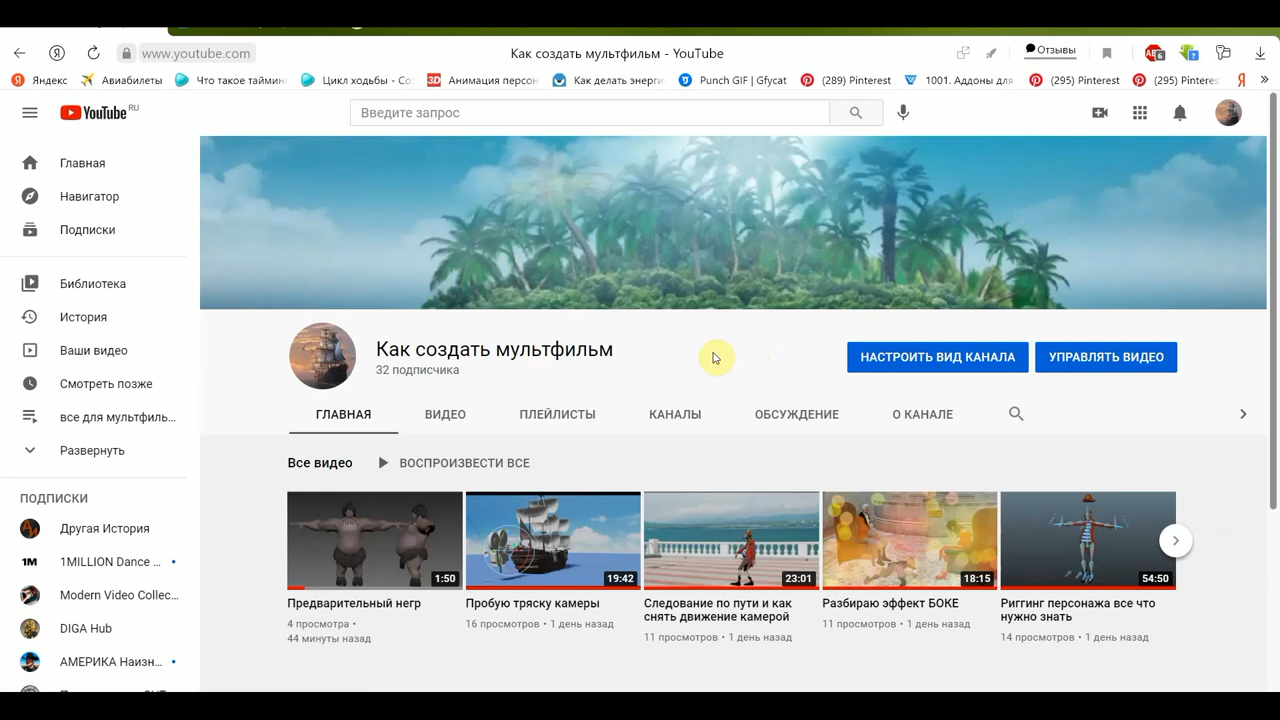 www.youtube.com
Как создать мультфильм - YouTube
Отзывы
Яндекс
Авиабилеты
Что такое таймин
Цикл ходьбы - Со
Анимация персон
Как делать энерги
Punch GIF | Gfycat
(289) Pinterest
1001. Аддоны для
(295) Pinterest
(295) Pinteres
YouTube RU
Введите запрос
Главная
Навигатор
Подписки
Библиотека
История
Ваши видео
Смотреть позже
все для мультфиль...
Развернуть
ПОДПИСКИ
Другая История
1MILLION Dance ...
Modern Video Collec...
DIGA Hub
АМЕРИКА Наизн...
Как создать мультфильм
32 подписчика
НАСТРОИТЬ ВИД КАНАЛА
УПРАВЛЯТЬ ВИДЕО
ГЛАВНАЯ
ВИДЕО
ПЛЕЙЛИСТЫ
КАНАЛЫ
ОБСУЖДЕНИЕ
О КАНАЛЕ
Все видео
ВОСПРОИЗВЕСТИ ВСЕ
1:50
Предварительный негр
4 просмотра •
44 минуты назад
19:42
Пробую тряску камеры
16 просмотров • 1 день назад
23:01
Следование по пути и как
снять движение камерой
11 просмотров • 1 день назад
18:15
Разбираю эффект БОКЕ
11 просмотров • 1 день назад
54:50
Риггинг персонажа все что
нужно знать
14 просмотров • 1 день назад